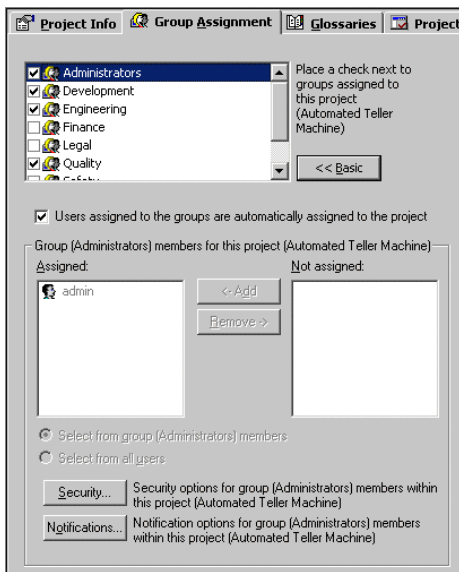 Project Info Group Assignment Glossaries Project
Administrators
Development
Engineering
Finance
Legal
Quality
Safety
Place a check next to
groups assigned to
this project
(Automated Teller
Machine)
<< Basic
Users assigned to the groups are automatically assigned to the project
Group (Administrators) members for this project (Automated Teller Machine)
Assigned:
Not assigned:
admin
<- Add
Remove ->
Select from group (Administrators) members
Select from all users
Security...
Security options for group (Administrators) members within
this project (Automated Teller Machine)
Notifications...
Notification options for group (Administrators) members
within this project (Automated Teller Machine)